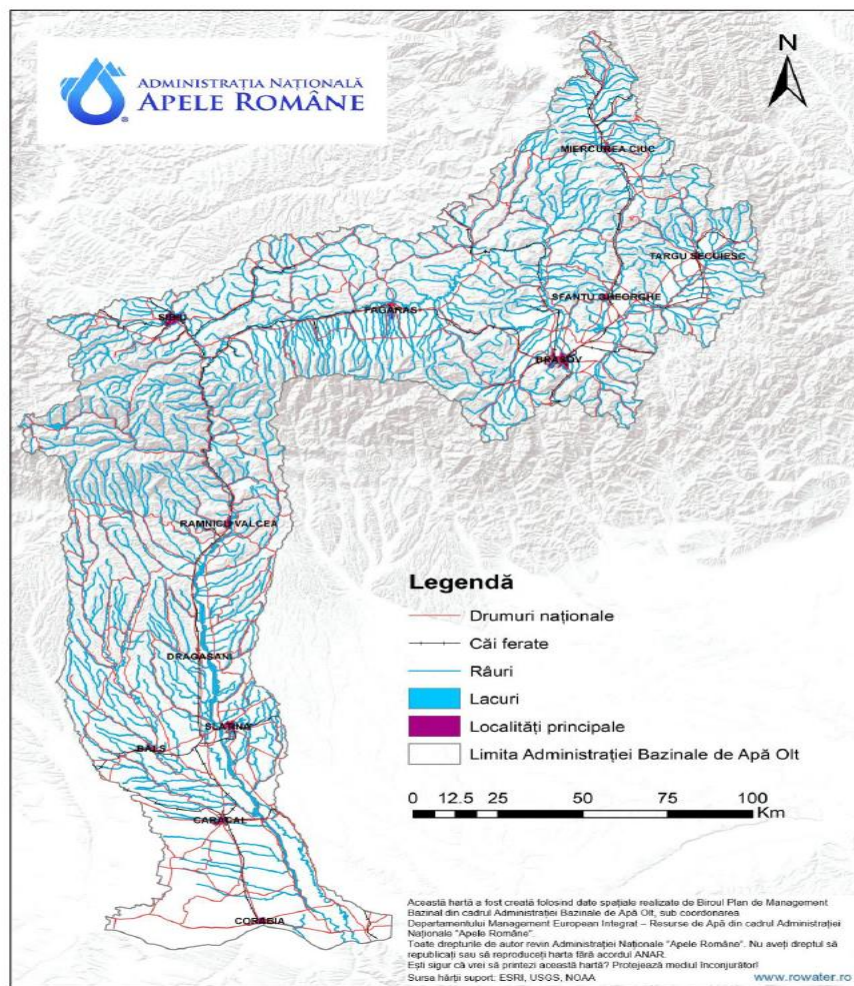 ADMINISTRAȚIA NAȚIONALĂ
APELE ROMÂNE
N
MIERCUREA CIUC
TARGU SECUIESC
SFANTU GHEORGHE
FAGARAS
SIBIU
BRASOV
RAMNICU VALCEA
DRAGASANI
SLATINA
BALS
CARACAL
CORABIA
Legendă
Drumuri naționale
Căi ferate
Râuri
Lacuri
Localități principale
Limita Administrației Bazinale de Apă Olt
0 12.5 25 50 75 100
Km
Această hartă a fost creată folosind date spațiale realizate de Biroul Plan de Management
Bazinal din cadrul Administrației Bazinale de Apă Olt, sub coordonarea
Departamentului Management European Integrat – Resurse de Apă din cadrul Administrației
Naționale "Apele Române".
Toate drepturile de autor revin Administrației Naționale "Apele Române". Nu aveți dreptul să
republicați sau să reproduceți harta fără acordul ANAR.
Ești sigur că vrei să printezi această hartă? Protejează mediul înconjurător!
Sursa hărții suport: ESRI, USGS, NOAA
www.rowater.ro